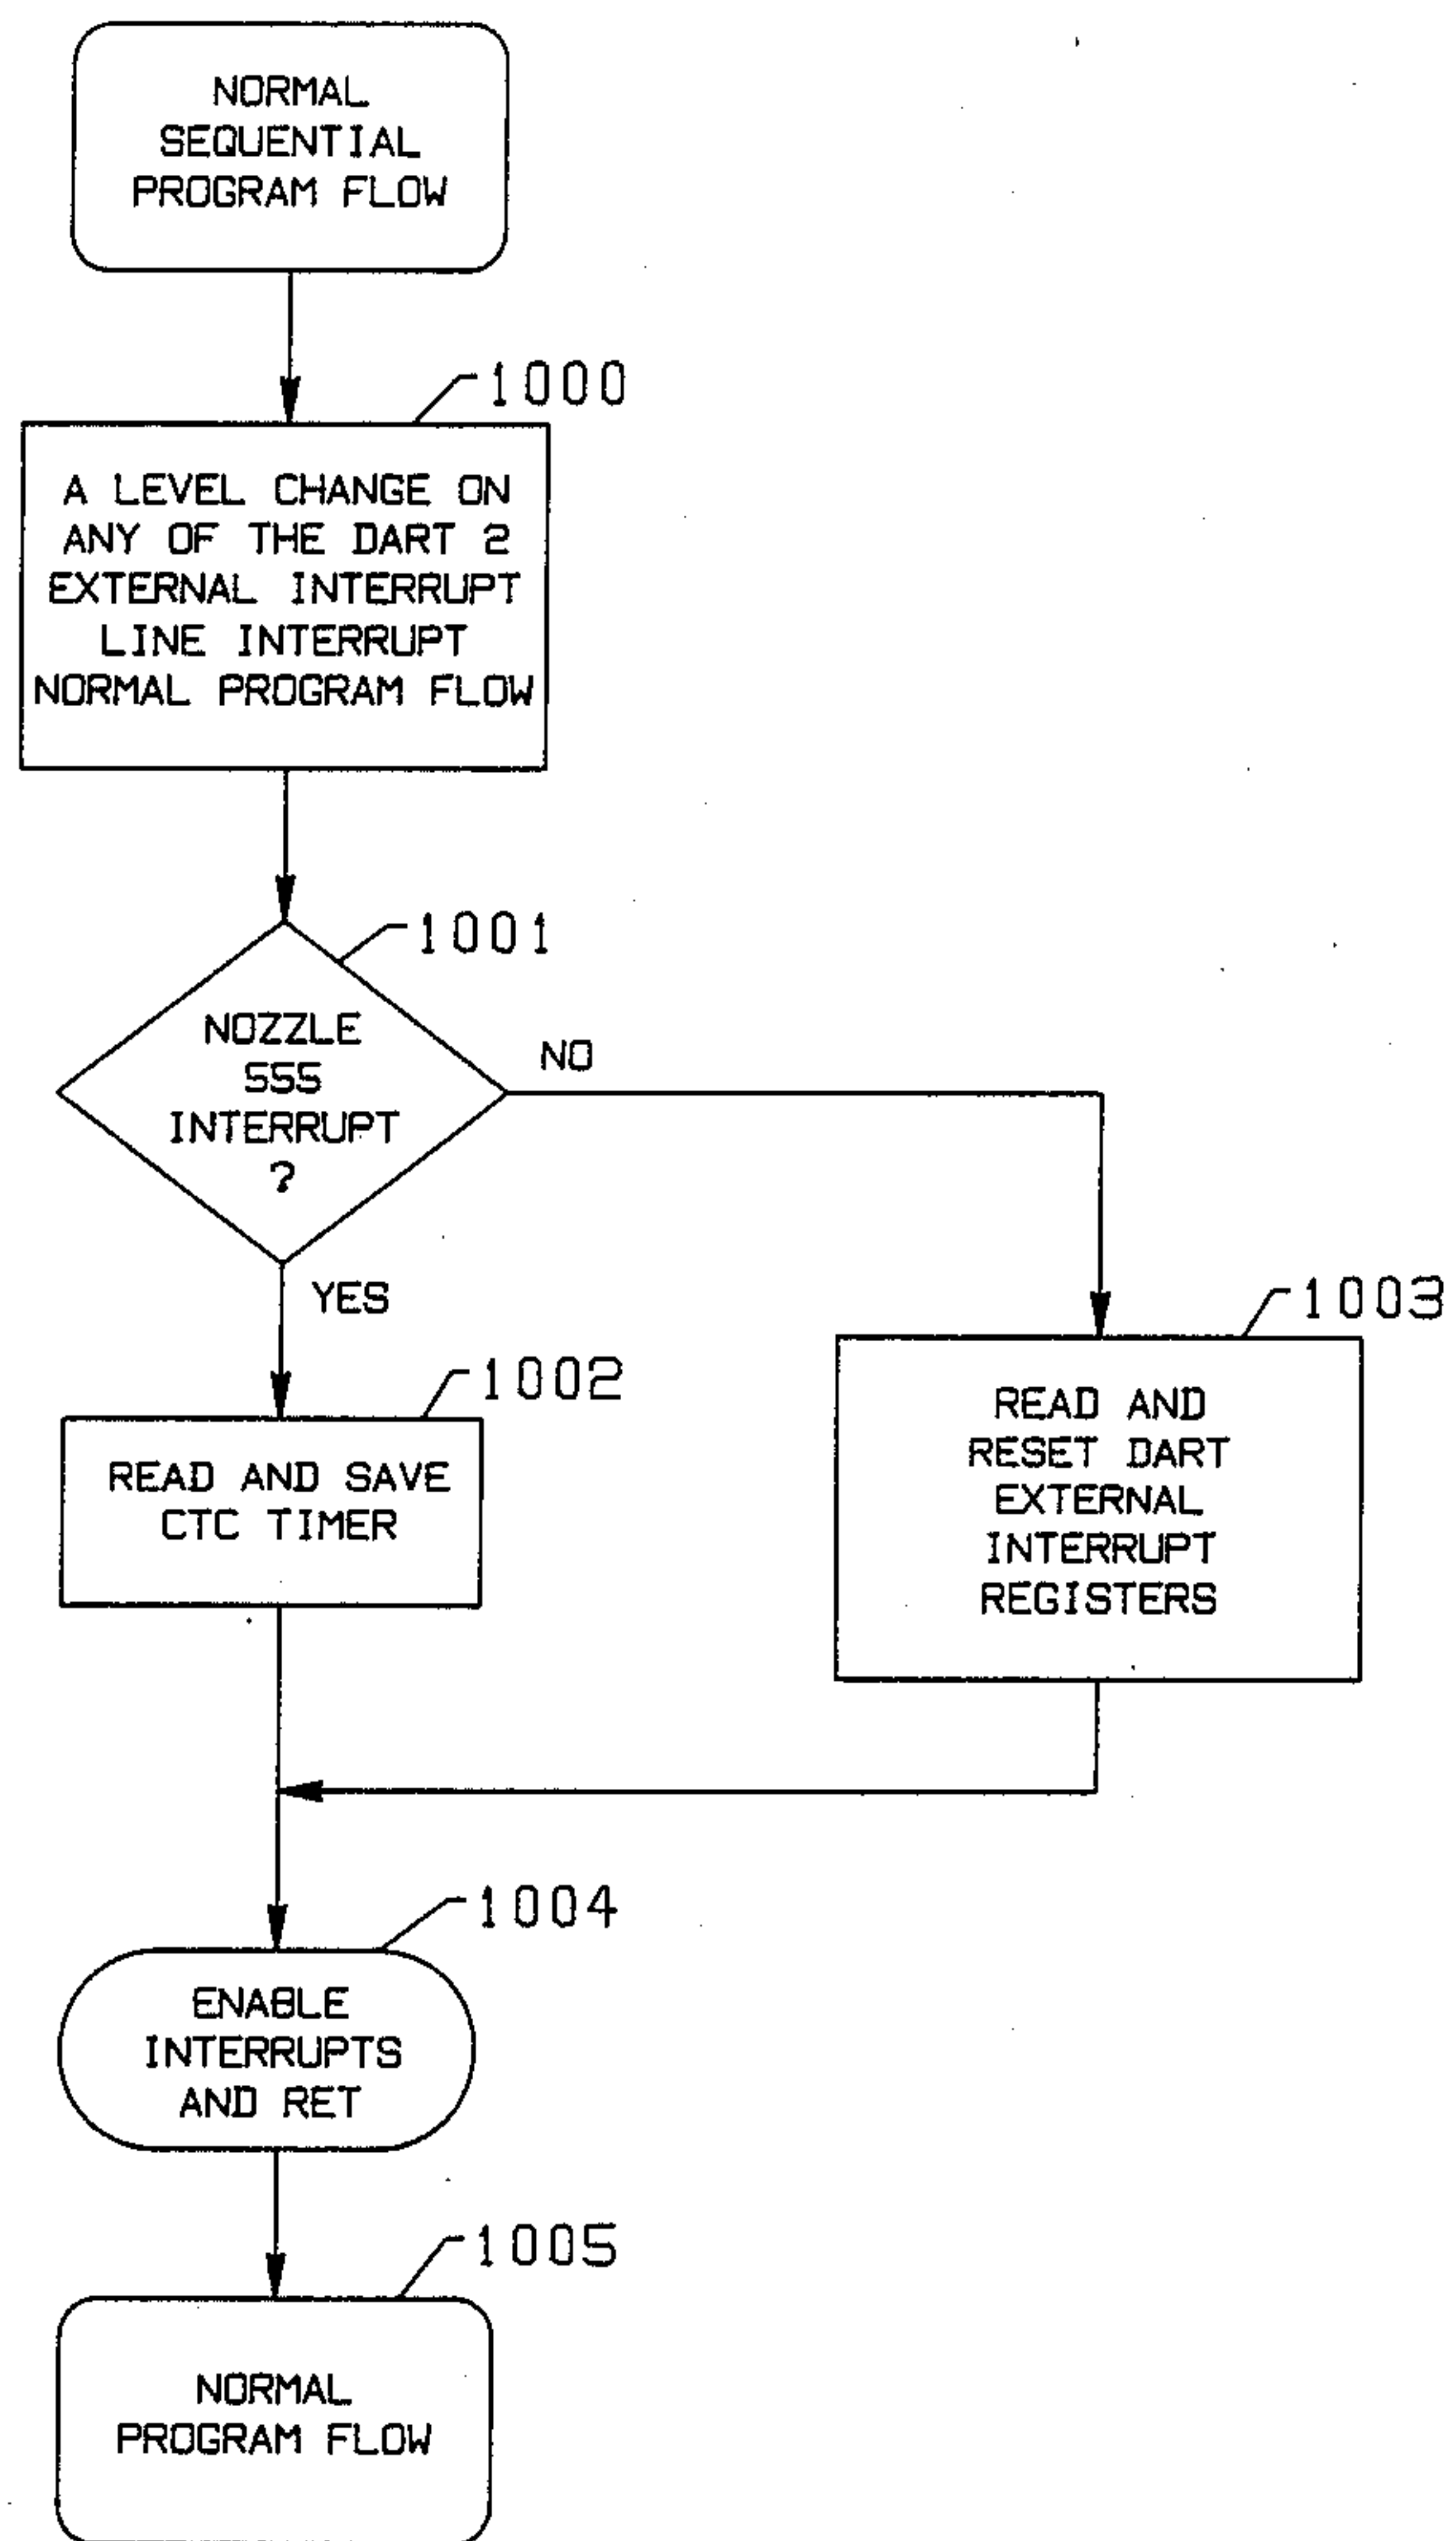 NORMAL
SEQUENTIAL
PROGRAM FLOW
1000
A LEVEL CHANGE ON
ANY OF THE DART 2
EXTERNAL INTERRUPT
LINE INTERRUPT
NORMAL PROGRAM FLOW
1001
NOZZLE
555
INTERRUPT
?
NO
YES
1002
READ AND SAVE
CTC TIMER
1003
READ AND
RESET DART
EXTERNAL
INTERRUPT
REGISTERS
1004
ENABLE
INTERRUPTS
AND RET
1005
NORMAL
PROGRAM FLOW